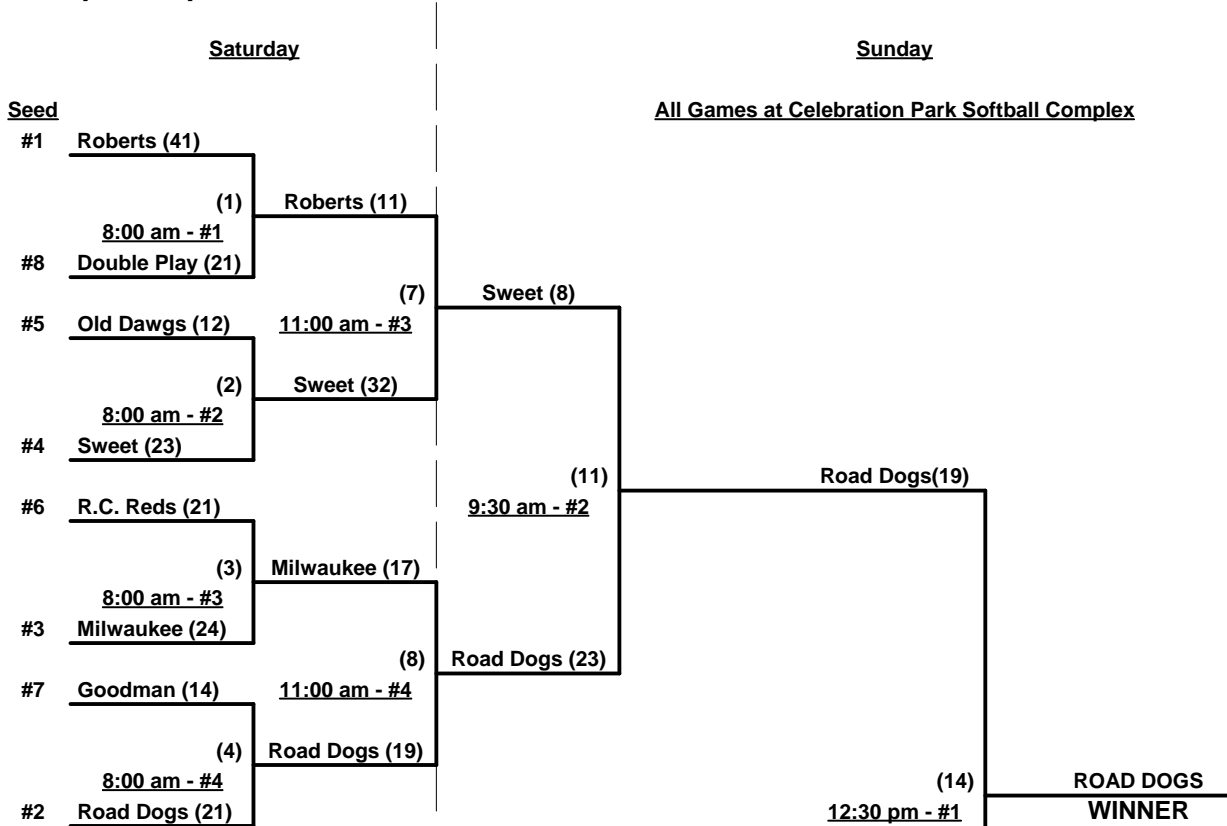 Saturday
Sunday
Seed
All Games at Celebration Park Softball Complex
#1 Roberts (41)
(1) Roberts (11)
8:00 am - #1
#8 Double Play (21)
(7) Sweet (8)
#5 Old Dawgs (12) 11:00 am - #3
(2) Sweet (32)
8:00 am - #2
#4 Sweet (23)
(11) Road Dogs(19)
#6 R.C. Reds (21) 9:30 am - #2
(3) Milwaukee (17)
8:00 am - #3
#3 Milwaukee (24)
(8) Road Dogs (23)
#7 Goodman (14) 11:00 am - #4
(4) Road Dogs (19)
8:00 am - #4 (14) ROAD DOGS
#2 Road Dogs (21) 12:30 pm - #1 WINNER